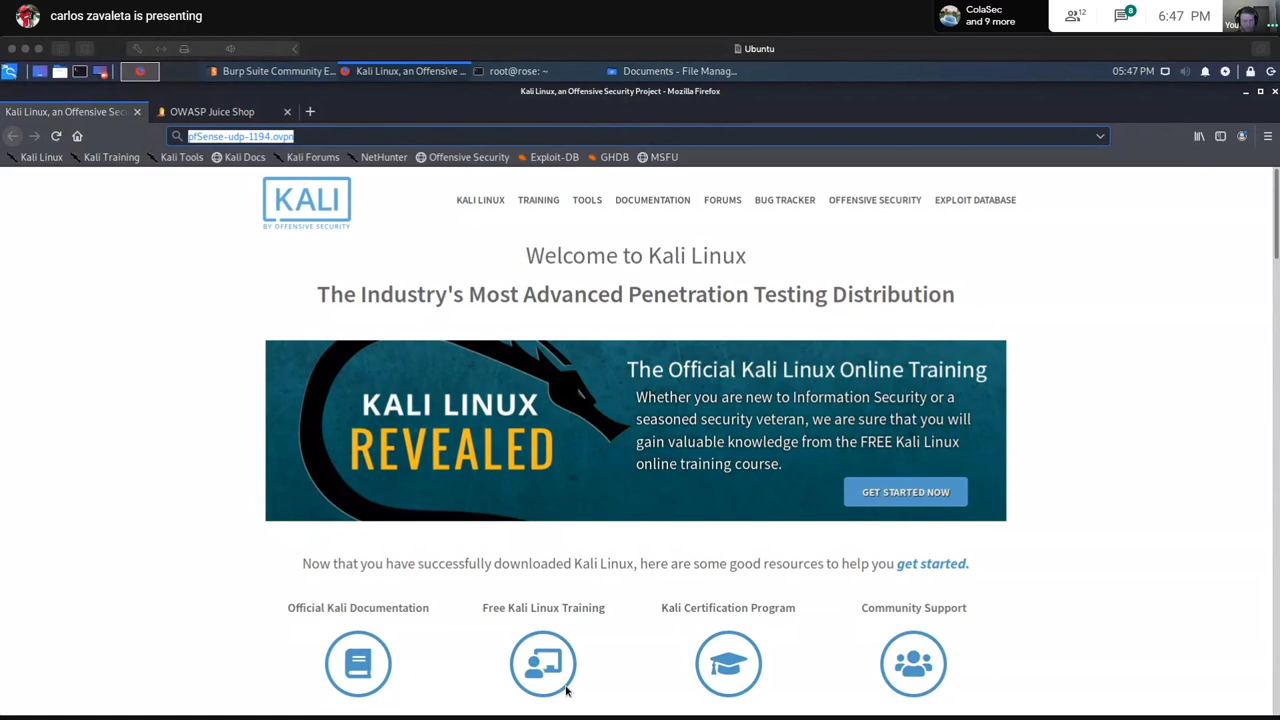 carlos zavaleta is presenting
ColaSec
and 9 more
12
8
6:47 PM
You
Ubuntu
Burp Suite Community E...
Kali Linux, an Offensive ...
root@rose: ~
Documents - File Manag...
05:47 PM
Kali Linux, an Offensive Security Project - Mozilla Firefox
Kali Linux, an Offensive Sec
OWASP Juice Shop
pfSense-udp-1194.ovpn
Kali Linux
Kali Training
Kali Tools
Kali Docs
Kali Forums
NetHunter
Offensive Security
Exploit-DB
GHDB
MSFU
KALI
BY OFFENSIVE SECURITY
KALI LINUX
TRAINING
TOOLS
DOCUMENTATION
FORUMS
BUG TRACKER
OFFENSIVE SECURITY
EXPLOIT DATABASE
Welcome to Kali Linux
The Industry's Most Advanced Penetration Testing Distribution
KALI LINUX
REVEALED
The Official Kali Linux Online Training
Whether you are new to Information Security or a
seasoned security veteran, we are sure that you will
gain valuable knowledge from the FREE Kali Linux
online training course.
GET STARTED NOW
Now that you have successfully downloaded Kali Linux, here are some good resources to help you get started.
Official Kali Documentation
Free Kali Linux Training
Kali Certification Program
Community Support